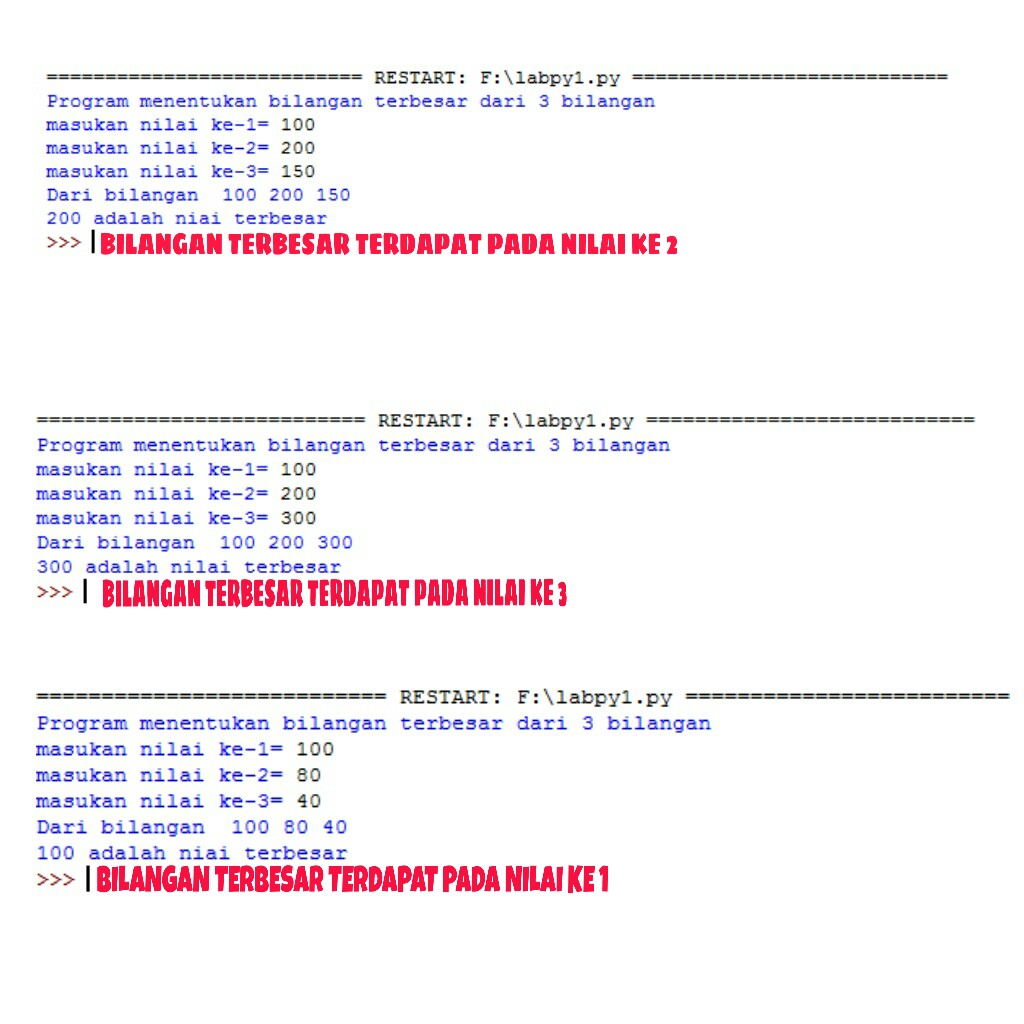 =========================== RESTART: F:\labpy1.py ===========================
Program menentukan bilangan terbesar dari 3 bilangan
masukan nilai ke-1= 100
masukan nilai ke-2= 200
masukan nilai ke-3= 150
Dari bilangan  100 200 150
200 adalah niai terbesar
>>> |BILANGAN TERBESAR TERDAPAT PADA NILAI KE 2
=========================== RESTART: F:\labpy1.py ===========================
Program menentukan bilangan terbesar dari 3 bilangan
masukan nilai ke-1= 100
masukan nilai ke-2= 200
masukan nilai ke-3= 300
Dari bilangan  100 200 300
300 adalah nilai terbesar
>>> | BILANGAN TERBESAR TERDAPAT PADA NILAI KE 3
=========================== RESTART: F:\labpy1.py =========================
Program menentukan bilangan terbesar dari 3 bilangan
masukan nilai ke-1= 100
masukan nilai ke-2= 80
masukan nilai ke-3= 40
Dari bilangan  100 80 40
100 adalah niai terbesar
>>> |BILANGAN TERBESAR TERDAPAT PADA NILAI KE 1